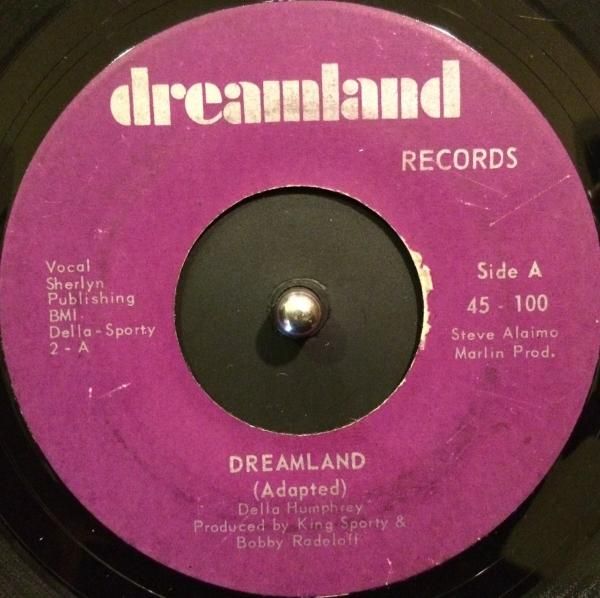 dreamland
RECORDS
Vocal
Sherlyn
Publishing
BMI
Della-Sporty
2-A
Side A
45 - 100
Steve Alaimo
Marlin Prod.
DREAMLAND
(Adapted)
Della Humphrey
Produced by King Sporty &
Bobby Radeloff